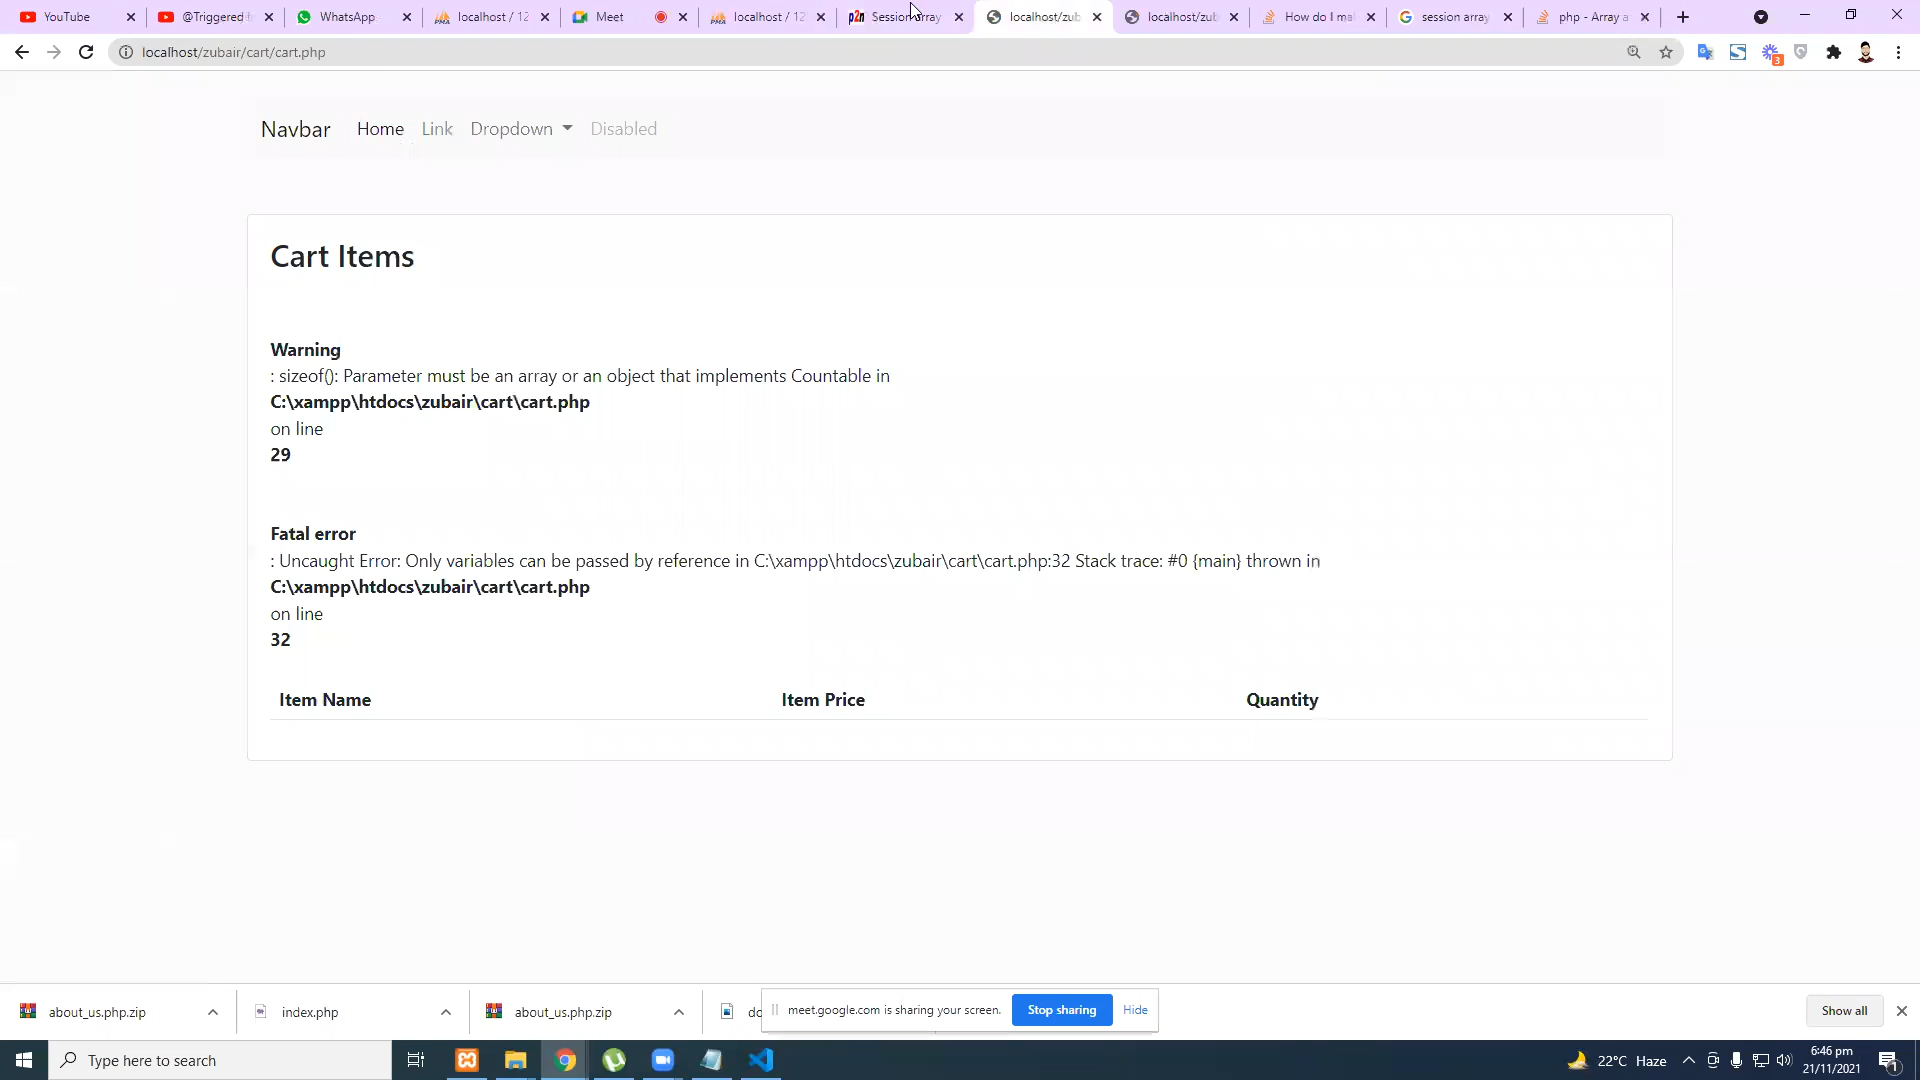 YouTube
@Triggered
WhatsApp
localhost / 12
Meet
localhost / 12
Session array
localhost/zub
localhost/zub
How do I ma
session array
php - Array a
localhost/zubair/cart/cart.php
3
Navbar
Home
Link
Dropdown
Disabled
Cart Items
Warning
: sizeof(): Parameter must be an array or an object that implements Countable in
C:\xampp\htdocs\zubair\cart\cart.php
on line
29
Fatal error
: Uncaught Error: Only variables can be passed by reference in C:\xampp\htdocs\zubair\cart\cart.php:32 Stack trace: #0 {main} thrown in
C:\xampp\htdocs\zubair\cart\cart.php
on line
32
Item Name Item Price Quantity
about_us.php.zip
index.php
about_us.php.zip
meet.google.com is sharing your screen.
Stop sharing
Hide
Show all
Type here to search
22°C Haze
6:46 pm
21/11/2021
1